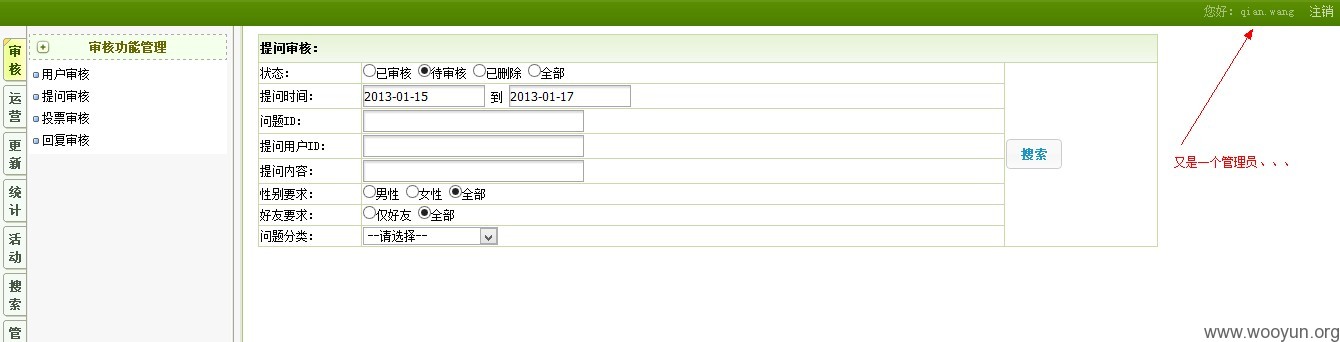 您好：qian.wang 注销
审核
运营
更新
统计
活动
搜索
管
审核功能管理
用户审核
提问审核
投票审核
回复审核
提问审核：
状态： 已审核 待审核 已删除 全部
提问时间： 2013-01-15 到 2013-01-17
问题ID：
提问用户ID：
提问内容：
性别要求： 男性 女性 全部
好友要求： 仅好友 全部
问题分类： --请选择--
搜索
又是一个管理员、、、
www.wooyun.org